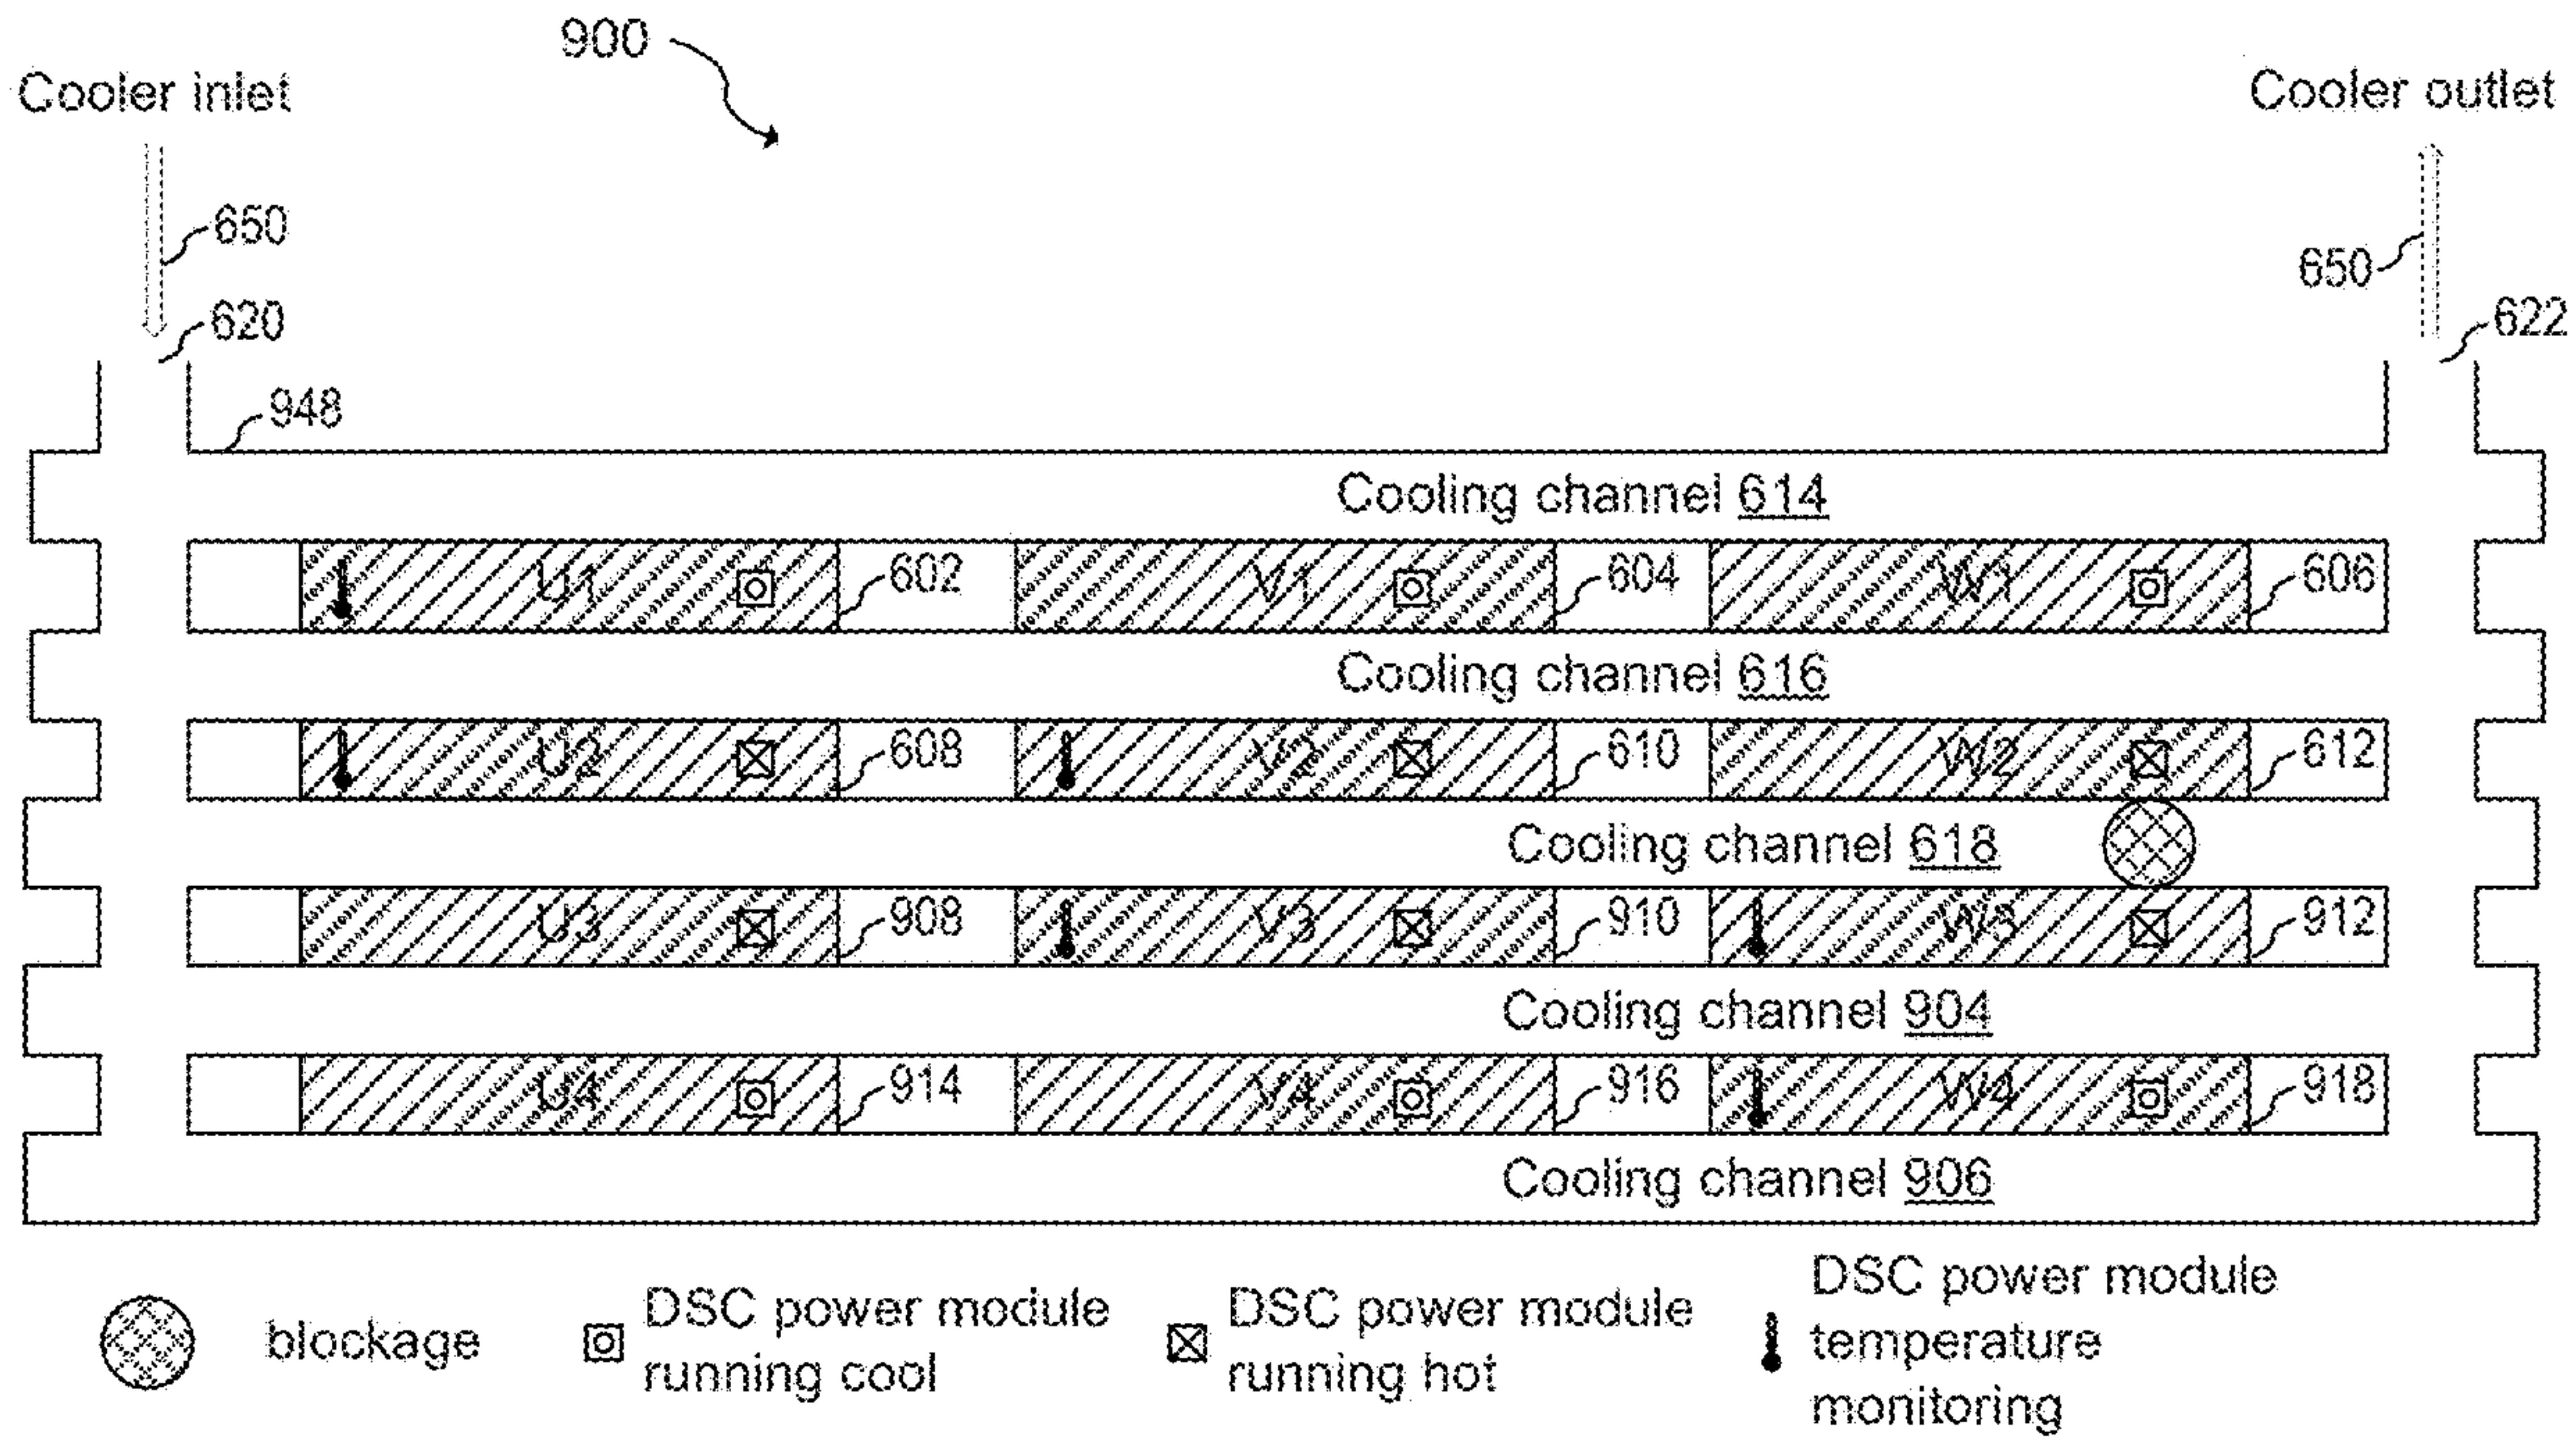 900
Cooler inlet
Cooler outlet
650
650
620
622
948
Cooling channel 614
U1 602 V1 604 W1 606
Cooling channel 616
U2 608 V2 610 W2 612
Cooling channel 618
U3 908 V3 910 W3 912
Cooling channel 904
U4 914 V4 916 W4 918
Cooling channel 906
blockage
DSC power module
running cool
DSC power module
running hot
DSC power module
temperature
monitoring